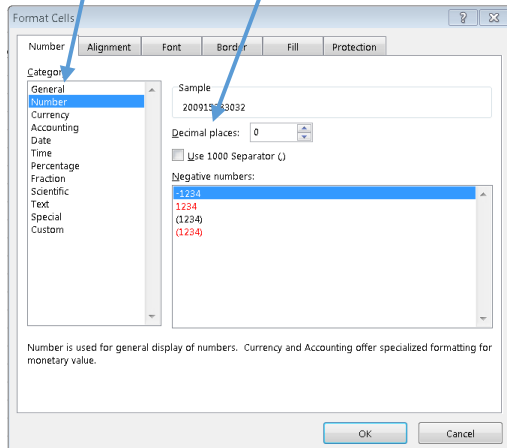 Format Cells
Number Alignment Font Border Fill Protection
Category:
General
Number
Currency
Accounting
Date
Time
Percentage
Fraction
Scientific
Text
Special
Custom
Sample
Decimal places: 0
Use 1000 Separator (,)
Negative numbers:
-1234
1234
(1234)
(1234)
Number is used for general display of numbers. Currency and Accounting offer specialized formatting for
monetary value.
OK Cancel